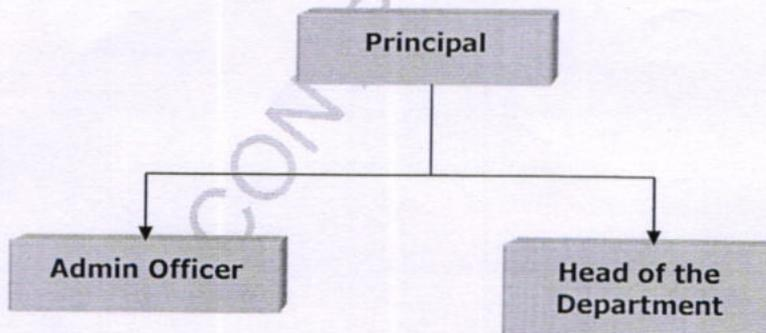 Principal
Admin Officer
Head of the
Department